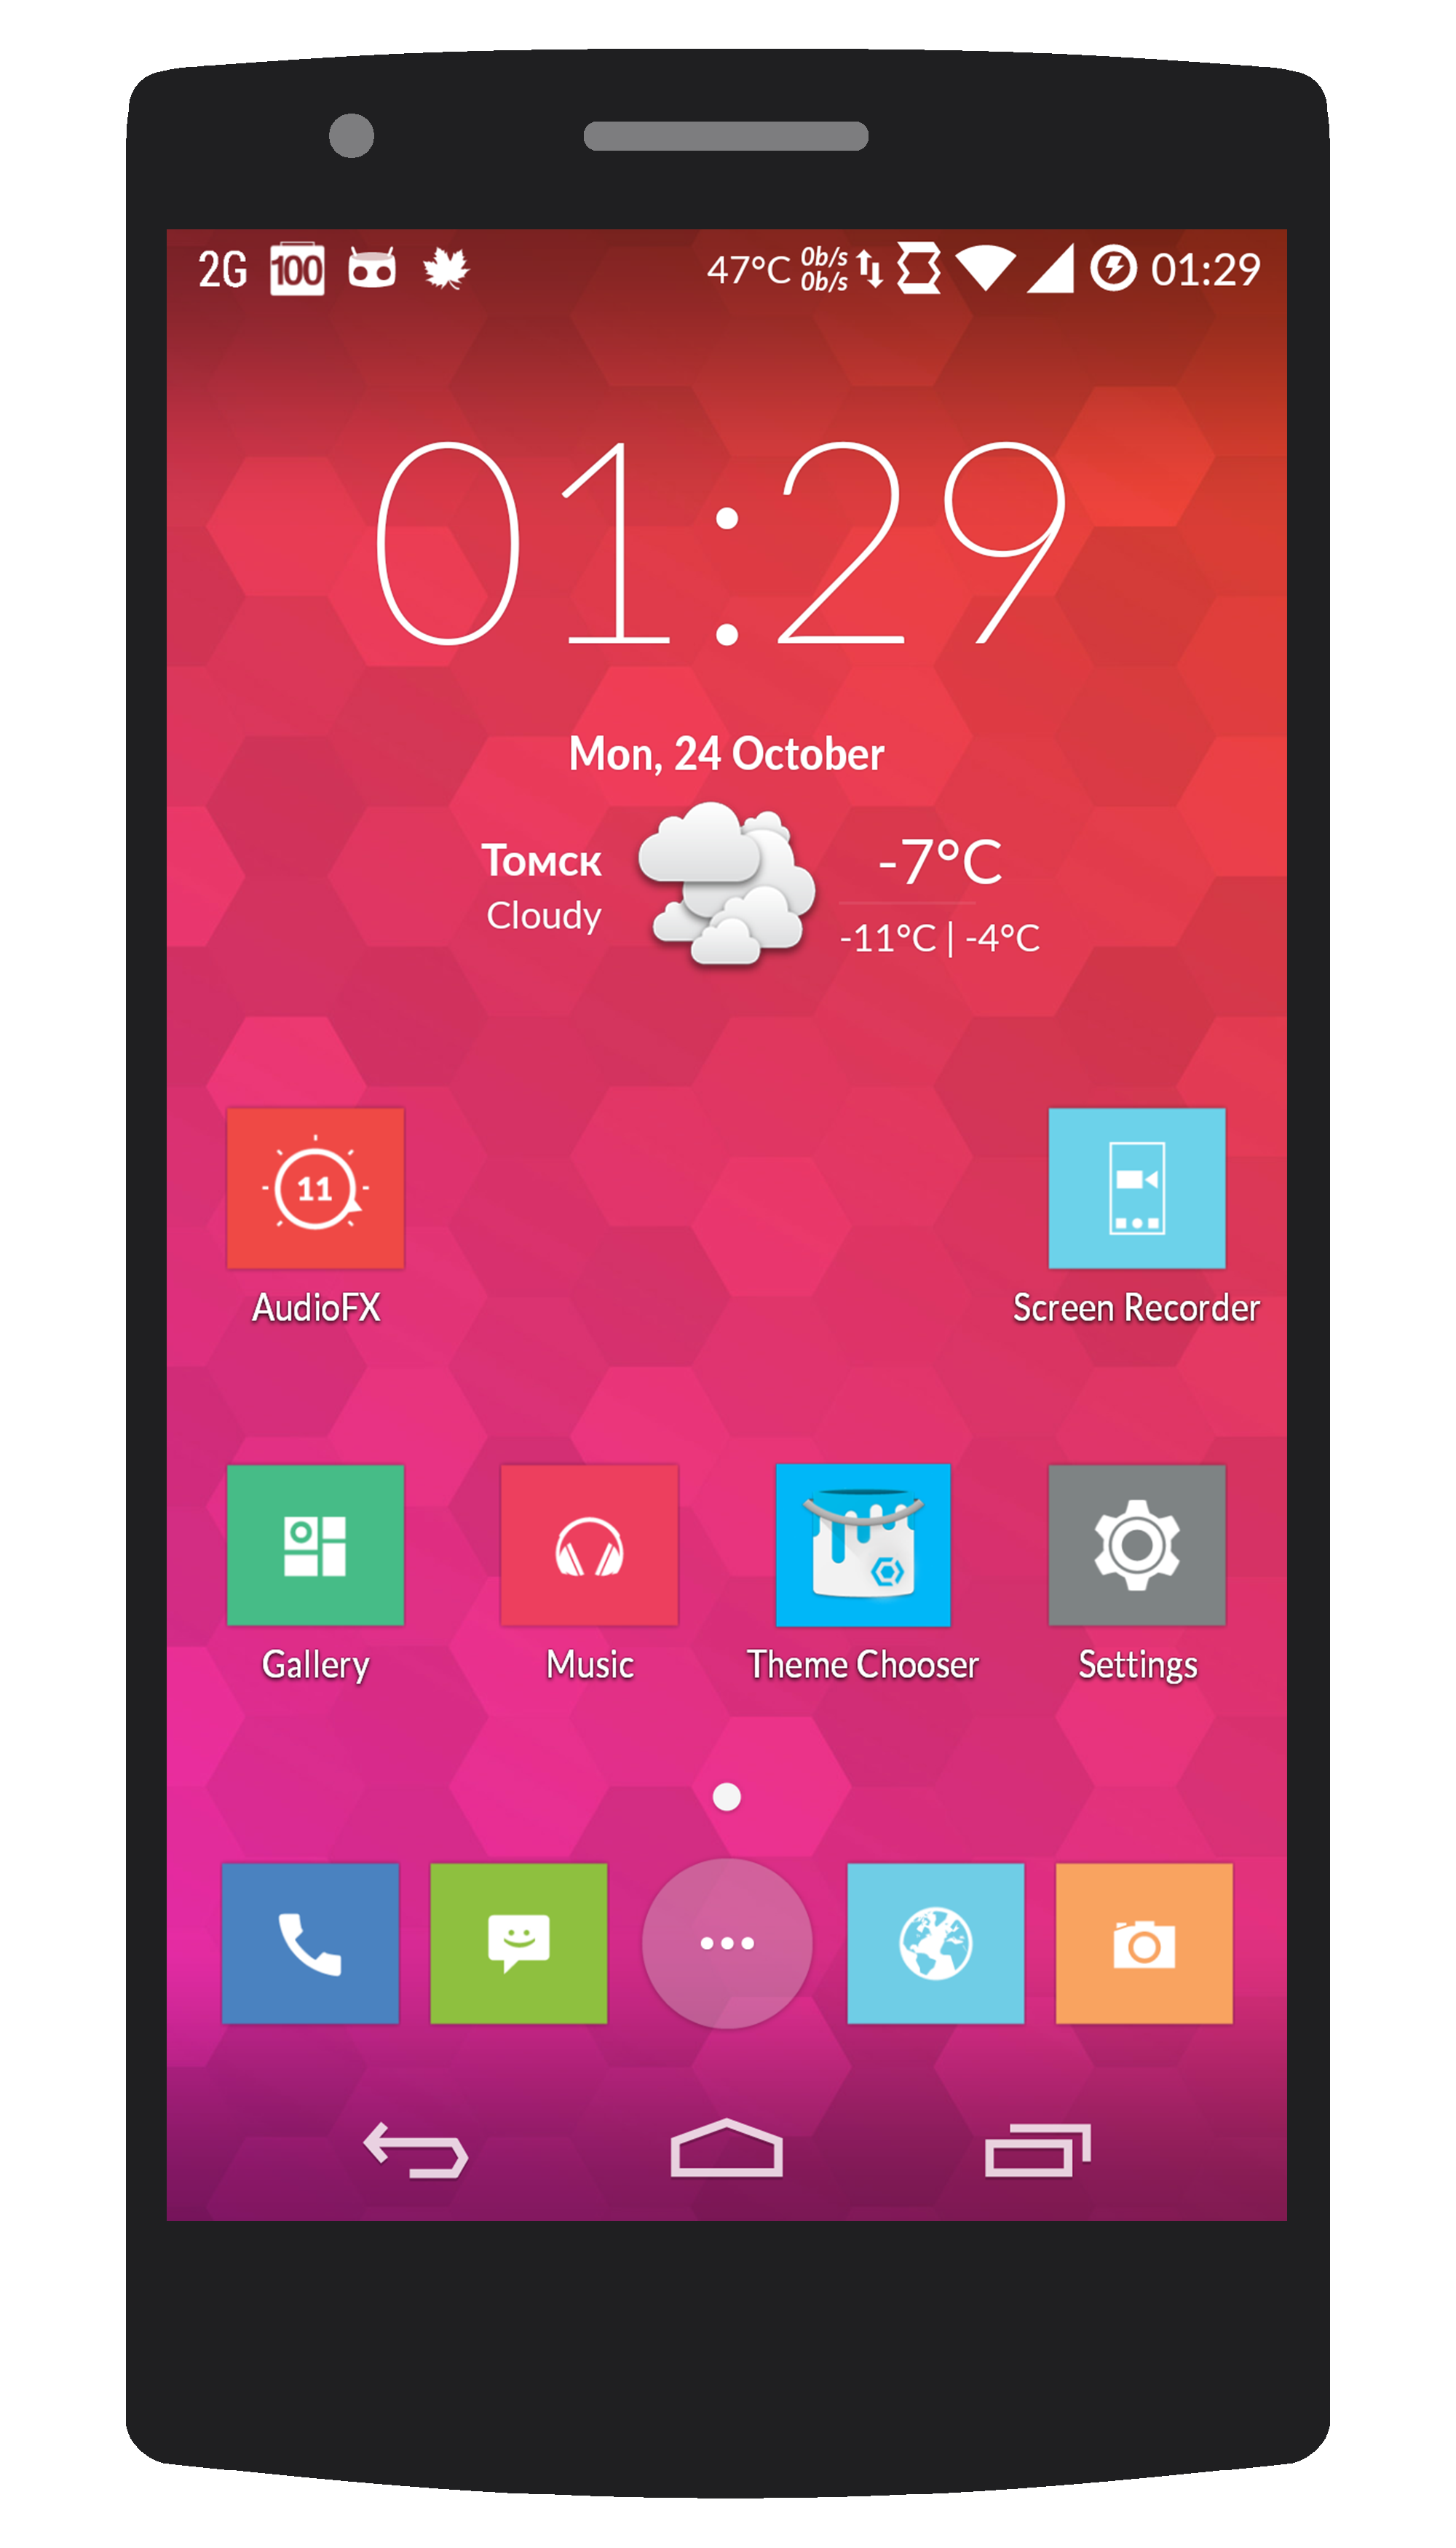 2G 100 47°C 0b/s 01:29
0b/s
01:29
Mon, 24 October
Томск
Cloudy
-7°C
-11°C | -4°C
11
AudioFX
Screen Recorder
Gallery
Music
Theme Chooser
Settings